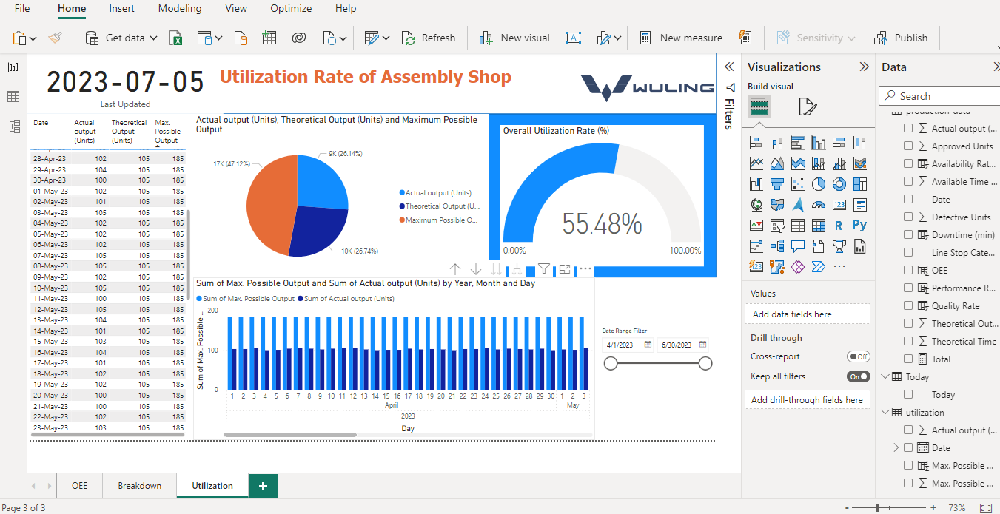 File Home Insert Modeling View Optimize Help
Get data Refresh New visual New measure Sensitivity Publish
2023-07-05
Last Updated
Utilization Rate of Assembly Shop
WULING
Date Actual output (Units) Theoretical Output (Units) Max. Possible Output
28-Apr-23 102 105 185
29-Apr-23 104 105 185
30-Apr-23 100 105 185
01-May-23 102 105 185
02-May-23 101 105 185
03-May-23 105 105 185
04-May-23 102 105 185
05-May-23 102 105 185
06-May-23 102 105 185
07-May-23 105 105 185
08-May-23 105 105 185
09-May-23 102 105 185
10-May-23 105 105 185
11-May-23 100 105 185
12-May-23 105 105 185
13-May-23 104 105 185
14-May-23 101 105 185
15-May-23 103 105 185
16-May-23 104 105 185
17-May-23 101 105 185
18-May-23 102 105 185
19-May-23 102 105 185
20-May-23 100 105 185
21-May-23 100 105 185
22-May-23 102 105 185
23-May-23 103 105 185
Actual output (Units), Theoretical Output (Units) and Maximum Possible
Output
9K (26.14%)
17K (47.12%)
10K (26.74%)
Actual output (Units)
Theoretical Output (U...
Maximum Possible O...
Overall Utilization Rate (%)
55.48%
0.00% 100.00%
Sum of Max. Possible Output and Sum of Actual output (Units) by Year, Month and Day
Sum of Max. Possible Output Sum of Actual output (Units)
Sum of Max. Possible ...
200
100
0
1 2 3 4 5 6 7 8 9 10 11 12 13 14 15 16 17 18 19 20 21 22 23 24 25 26 27 28 29 30 1 2 3
April May
2023
Day
Date Range Filter
4/1/2023 6/30/2023
Filters
Visualizations
Build visual
123
R Py
123
Values
Add data fields here
Drill through
Cross-report Off
Keep all filters On
Add drill-through fields here
Data
Search
production_data
Actual output (...
Approved Units
Availability Rat...
Available Time ...
Date
Defective Units
Downtime (min)
Line Stop Cate...
OEE
Performance R...
Quality Rate
Theoretical Out...
Theoretical Time
Total
Today
Today
utilization
Actual output (...
Date
Max. Possible ...
Max. Possible ...
OEE Breakdown Utilization
Page 3 of 3
- + 73%